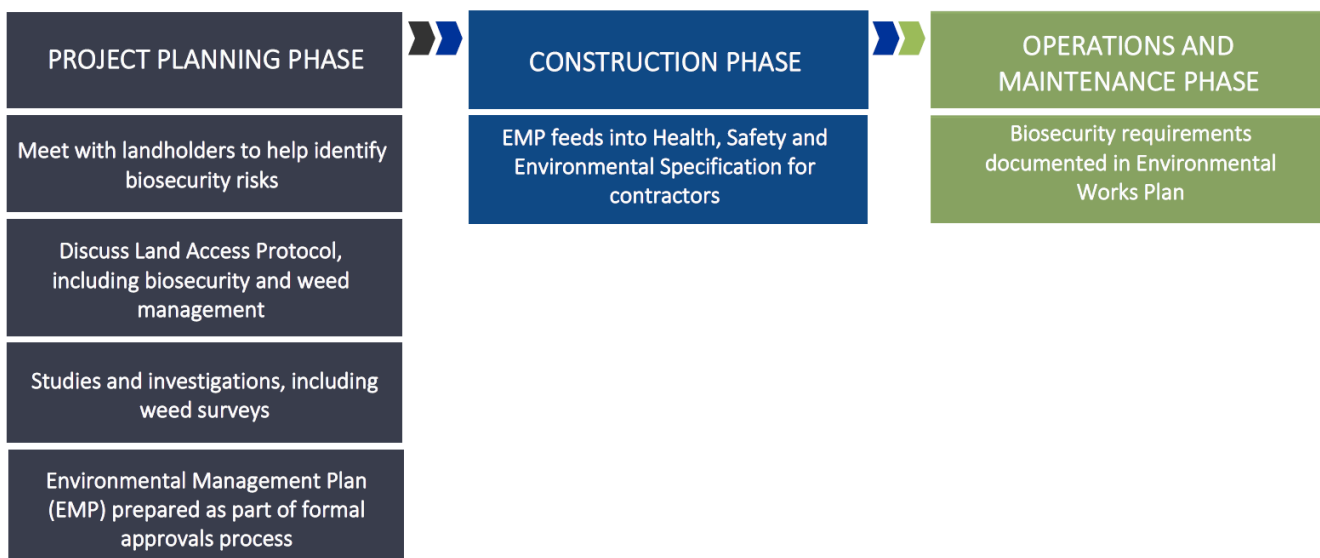 PROJECT PLANNING PHASE
Meet with landholders to help identify
biosecurity risks
Discuss Land Access Protocol,
including biosecurity and weed
management
Studies and investigations, including
weed surveys
Environmental Management Plan
(EMP) prepared as part of formal
approvals process
CONSTRUCTION PHASE
EMP feeds into Health, Safety and
Environmental Specification for
contractors
OPERATIONS AND
MAINTENANCE PHASE
Biosecurity requirements
documented in Environmental
Works Plan